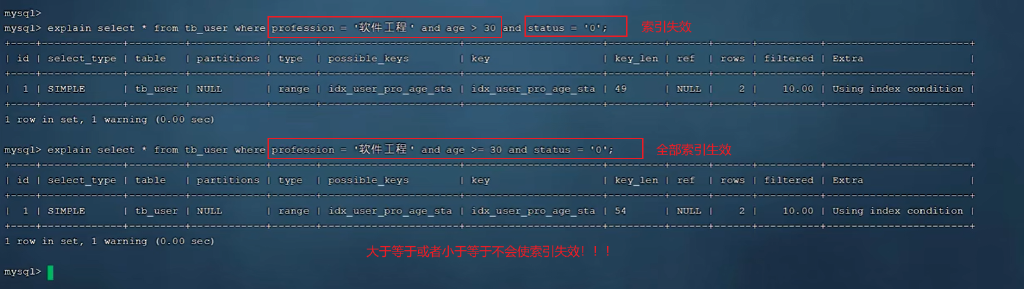 mysql>
mysql> explain select * from tb_user where profession = '软件工程' and age > 30 and status = '0'; 索引失效
+----+-------------+---------+------------+-------+----------------------+----------------------+---------+------+------+----------+-----------------------+
| id | select_type | table | partitions | type | possible_keys | key | key_len | ref | rows | filtered | Extra |
+----+-------------+---------+------------+-------+----------------------+----------------------+---------+------+------+----------+-----------------------+
| 1 | SIMPLE | tb_user | NULL | range | idx_user_pro_age_sta | idx_user_pro_age_sta | 49 | NULL | 2 | 10.00 | Using index condition |
+----+-------------+---------+------------+-------+----------------------+----------------------+---------+------+------+----------+-----------------------+
1 row in set, 1 warning (0.00 sec)
mysql> explain select * from tb_user where profession = '软件工程' and age >= 30 and status = '0'; 全部索引生效
+----+-------------+---------+------------+-------+----------------------+----------------------+---------+------+------+----------+-----------------------+
| id | select_type | table | partitions | type | possible_keys | key | key_len | ref | rows | filtered | Extra |
+----+-------------+---------+------------+-------+----------------------+----------------------+---------+------+------+----------+-----------------------+
| 1 | SIMPLE | tb_user | NULL | range | idx_user_pro_age_sta | idx_user_pro_age_sta | 54 | NULL | 2 | 10.00 | Using index condition |
+----+-------------+---------+------------+-------+----------------------+----------------------+---------+------+------+----------+-----------------------+
1 row in set, 1 warning (0.00 sec)
大于等于或者小于等于不会使索引失效!!!
mysql>